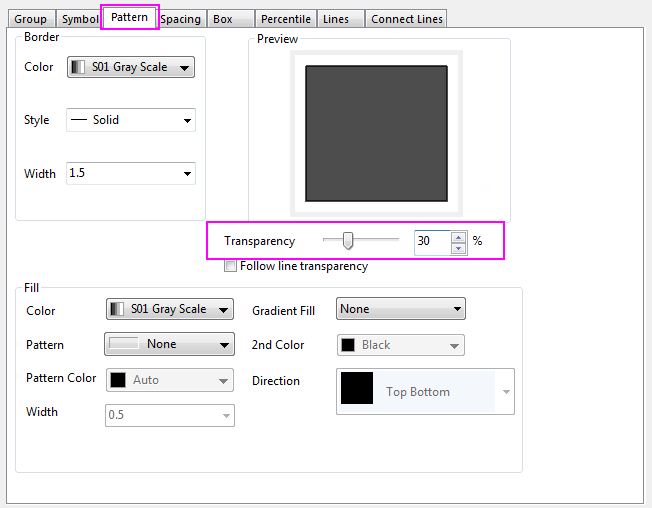 Group Symbol Pattern Spacing Box Percentile Lines Connect Lines
Border
Color S01 Gray Scale
Style Solid
Width 1.5
Preview
Transparency 30 %
Follow line transparency
Fill
Color S01 Gray Scale Gradient Fill None
Pattern None 2nd Color Black
Pattern Color Auto Direction Top Bottom
Width 0.5